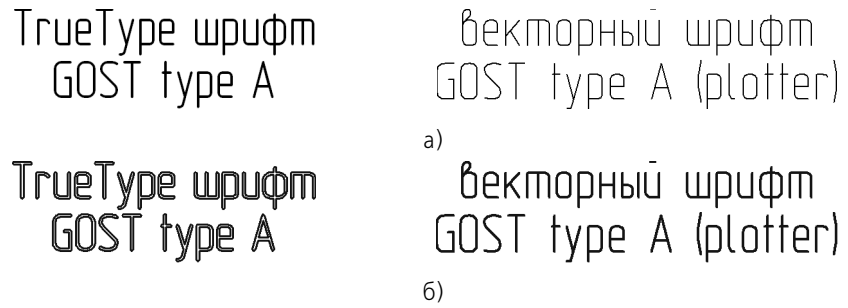 TrueType шрифт
GOST type A
векторный шрифт
GOST type A (plotter)
а)
TrueType шрифт
GOST type A
векторный шрифт
GOST type A (plotter)
б)